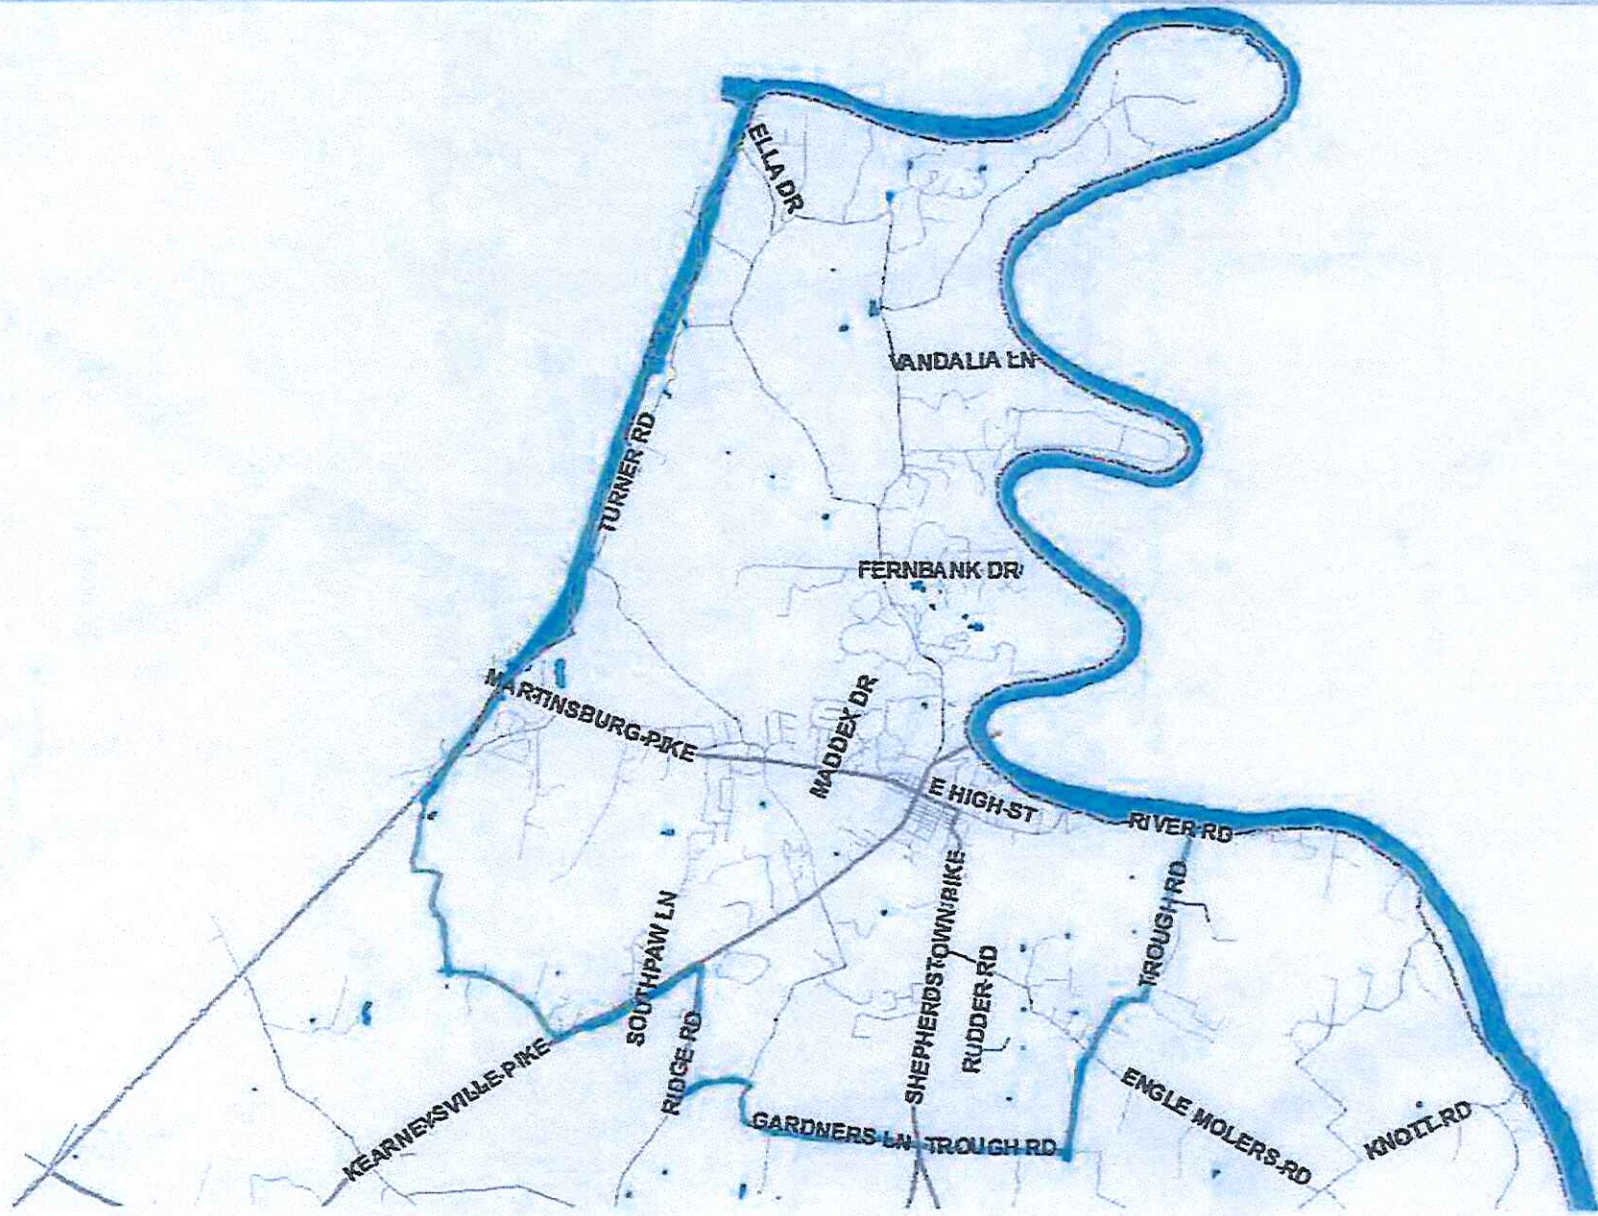 ELLA DR
VANDALIA LN
TURNER RD
FERNBANK DR
MARTINSBURG PIKE
MADDEX DR
E HIGH ST
RIVER RD
TROUGH RD
SOUTHPAW LN
SHEPHERDSTOWN PIKE
RUDDER RD
RIDGE RD
KEARNEYSVILLE PIKE
GARDNERS LN
TROUGH RD
ENGLE MOLERS RD
KNOTT RD